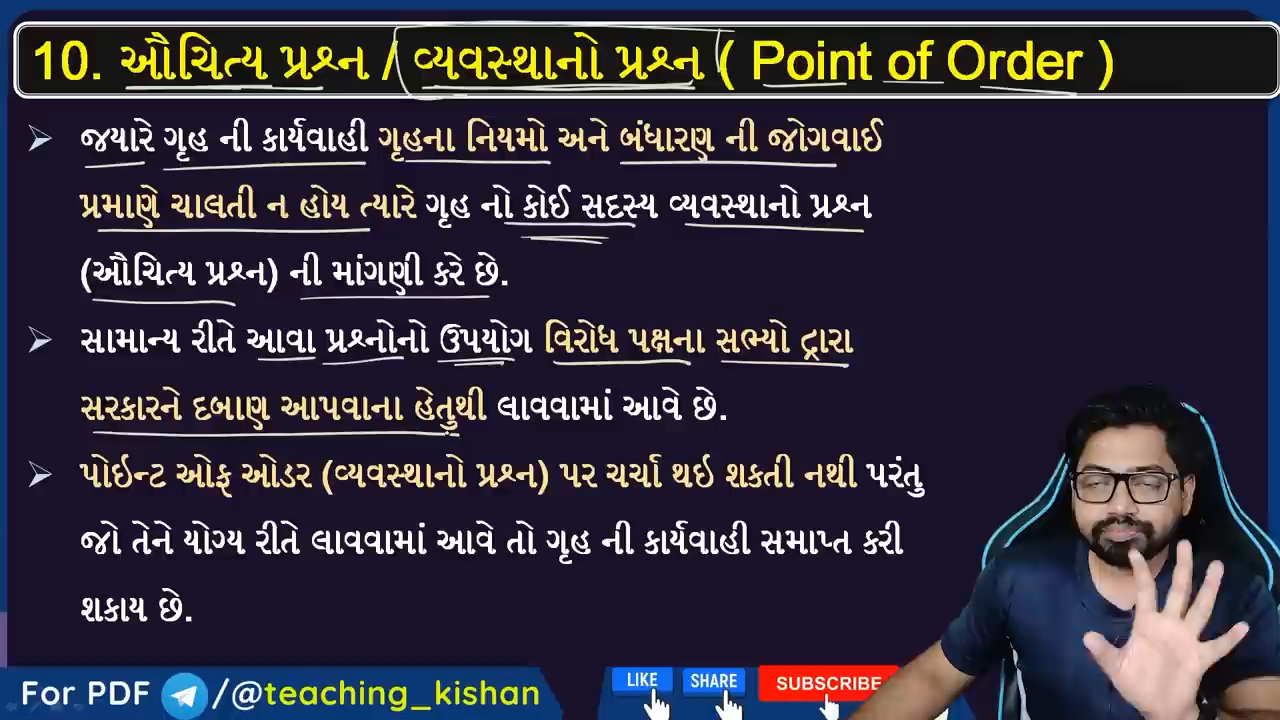 10. ઔચિત્ય પ્રશ્ન / વ્યવસ્થાનો પ્રશ્ન ( Point of Order )
➢ જયારે ગૃહ ની કાર્યવાહી ગૃહના નિયમો અને બંધારણ ની જોગવાઈ
પ્રમાણે ચાલતી ન હોય ત્યારે ગૃહ નો કોઈ સદસ્ય વ્યવસ્થાનો પ્રશ્ન
(ઔચિત્ય પ્રશ્ન) ની માંગણી કરે છે.
➢ સામાન્ય રીતે આવા પ્રશ્નોનો ઉપયોગ વિરોધ પક્ષના સભ્યો દ્વારા
સરકારને દબાણ આપવાના હેતુથી લાવવામાં આવે છે.
➢ પોઇન્ટ ઓફ ઓડર (વ્યવસ્થાનો પ્રશ્ન) પર ચર્ચા થઇ શકતી નથી પરંતુ
જો તેને યોગ્ય રીતે લાવવામાં આવે તો ગૃહ ની કાર્યવાહી સમાપ્ત કરી
શકાય છે.
For PDF /@teaching_kishan
LIKE SHARE SUBSCRIBE